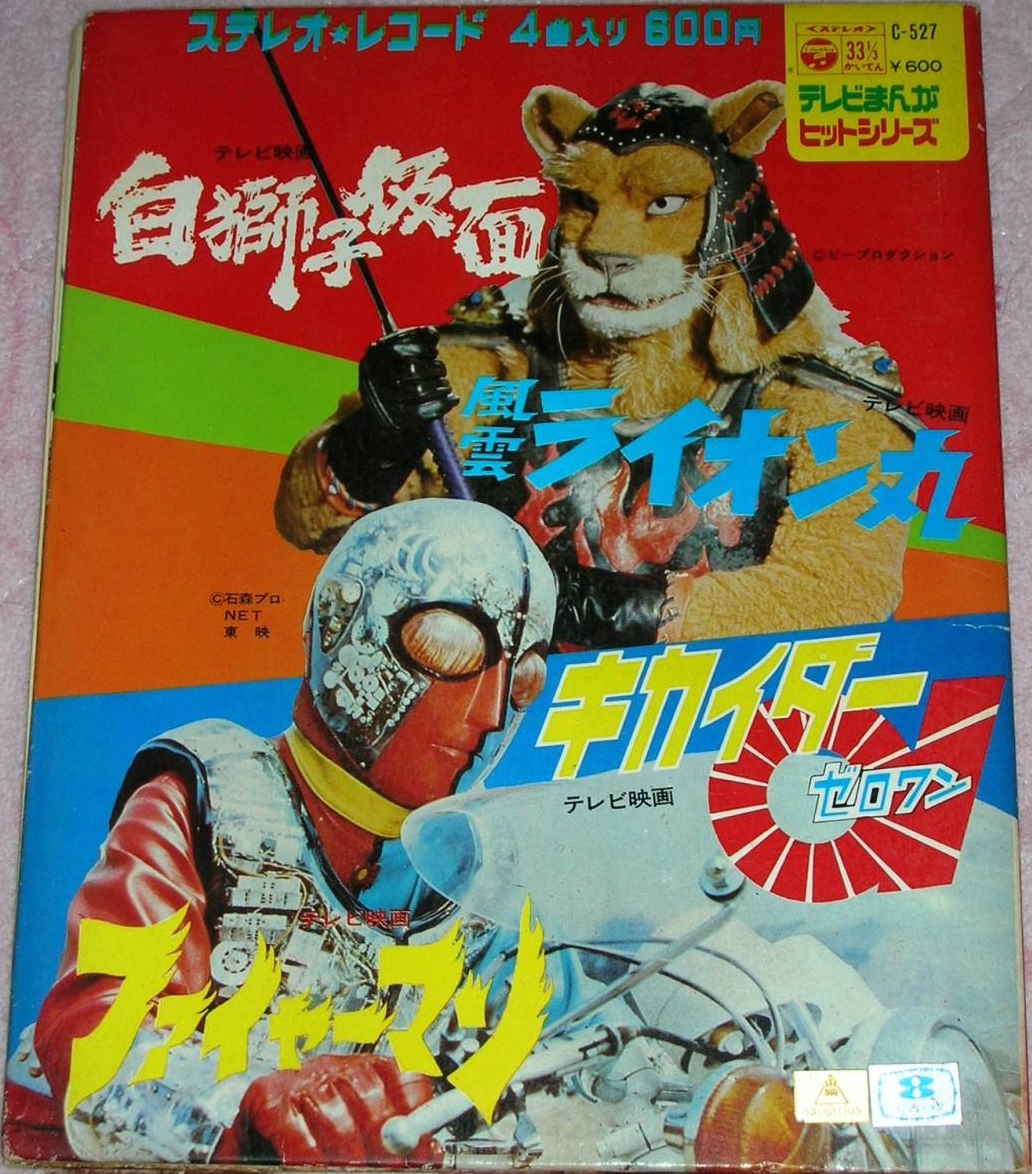 ステレオ★レコード 4曲入り 600円
<ステレオ>
Columbia
33⅓
かいてん
C-527
¥600
テレビまんが
ヒットシリーズ
テレビ映画
白獅子仮面
©ピープロダクション
風雲
ライオン丸
テレビ映画
©石森プロ
NET
東映
キカイダー
ゼロワン
テレビ映画
テレビ映画
ファイヤーマン
ANIMATION
8